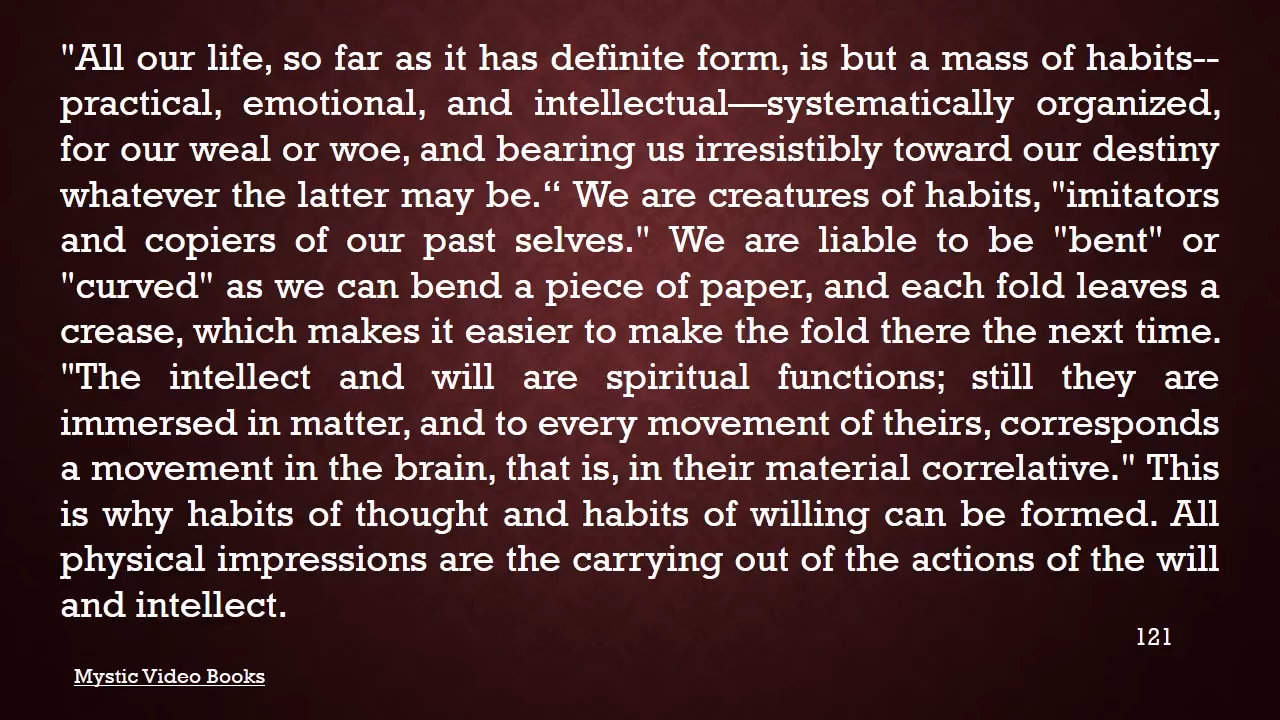 "All our life, so far as it has definite form, is but a mass of habits--
practical, emotional, and intellectual—systematically organized,
for our weal or woe, and bearing us irresistibly toward our destiny
whatever the latter may be.“ We are creatures of habits, "imitators
and copiers of our past selves." We are liable to be "bent" or
"curved" as we can bend a piece of paper, and each fold leaves a
crease, which makes it easier to make the fold there the next time.
"The intellect and will are spiritual functions; still they are
immersed in matter, and to every movement of theirs, corresponds
a movement in the brain, that is, in their material correlative." This
is why habits of thought and habits of willing can be formed. All
physical impressions are the carrying out of the actions of the will
and intellect.
121
Mystic Video Books